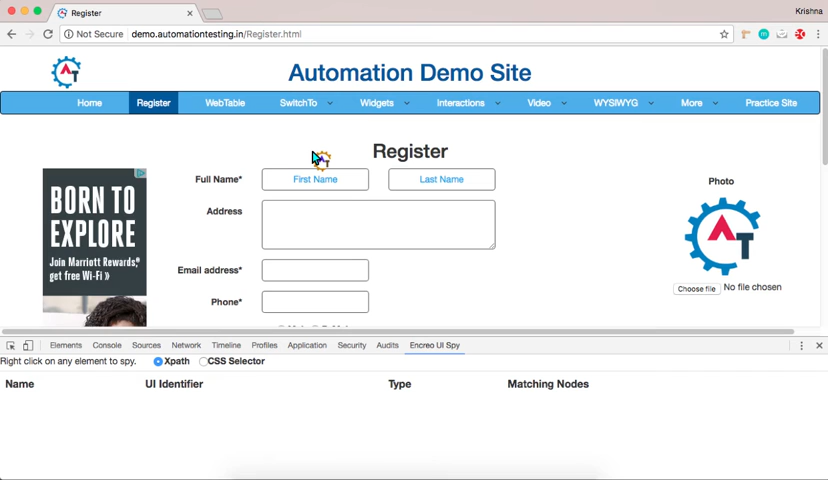 Register
Krishna
Not Secure demo.automationtesting.in/Register.html
Automation Demo Site
Home Register WebTable SwitchTo Widgets Interactions Video WYSIWYG More Practice Site
Register
Full Name* First Name Last Name
Photo
BORN TO
EXPLORE
Join Marriott Rewards,®
get free Wi-Fi »
Address
Email address*
Choose file No file chosen
Phone*
Elements Console Sources Network Timeline Profiles Application Security Audits Encreo UI Spy
Right click on any element to spy. Xpath CSS Selector
Name UI Identifier Type Matching Nodes